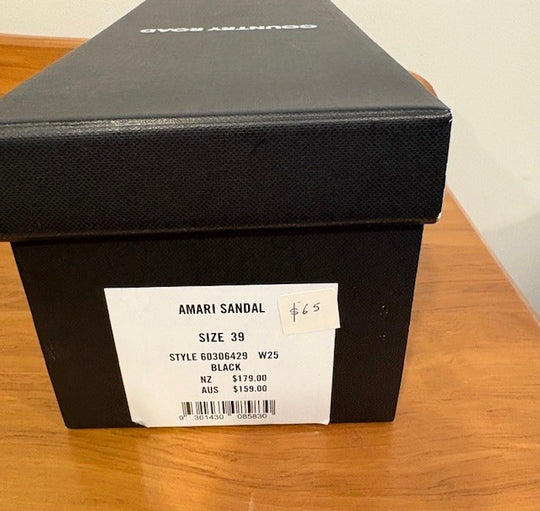 COUNTRY ROAD
AMARI SANDAL
$65
SIZE 39
STYLE 60306429 W25
BLACK
NZ $179.00
AUS $159.00
9 361430 085830